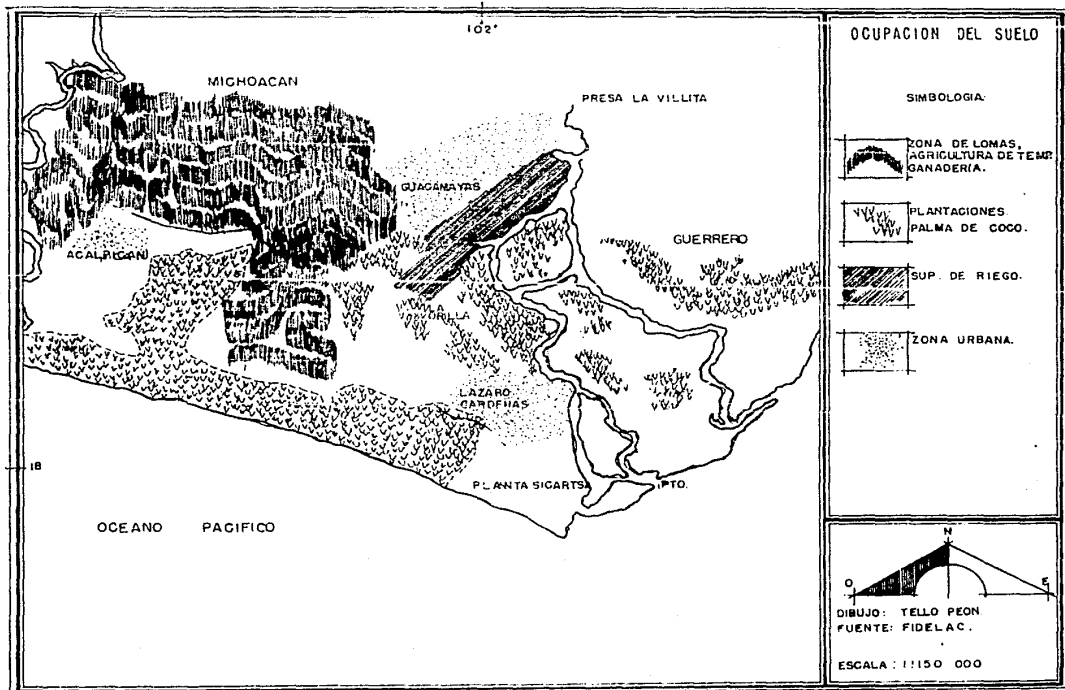 102°
MICHOACAN
PRESA LA VILLITA
GUACAMAYAS
ACALPICAN
GUERRERO
LA
ORILLA
LAZARO
CARDENAS
18
PLANTA SICARTSA
PTO.
OCEANO PACIFICO
OCUPACION DEL SUELO
SIMBOLOGIA:
ZONA DE LOMAS,
AGRICULTURA DE TEMP.
GANADERÍA.
PLANTACIONES
PALMA DE COCO.
SUP. DE RIEGO.
ZONA URBANA.
N
O E
DIBUJO: TELLO PEON.
FUENTE: FIDELAC.
ESCALA: 1:150 000